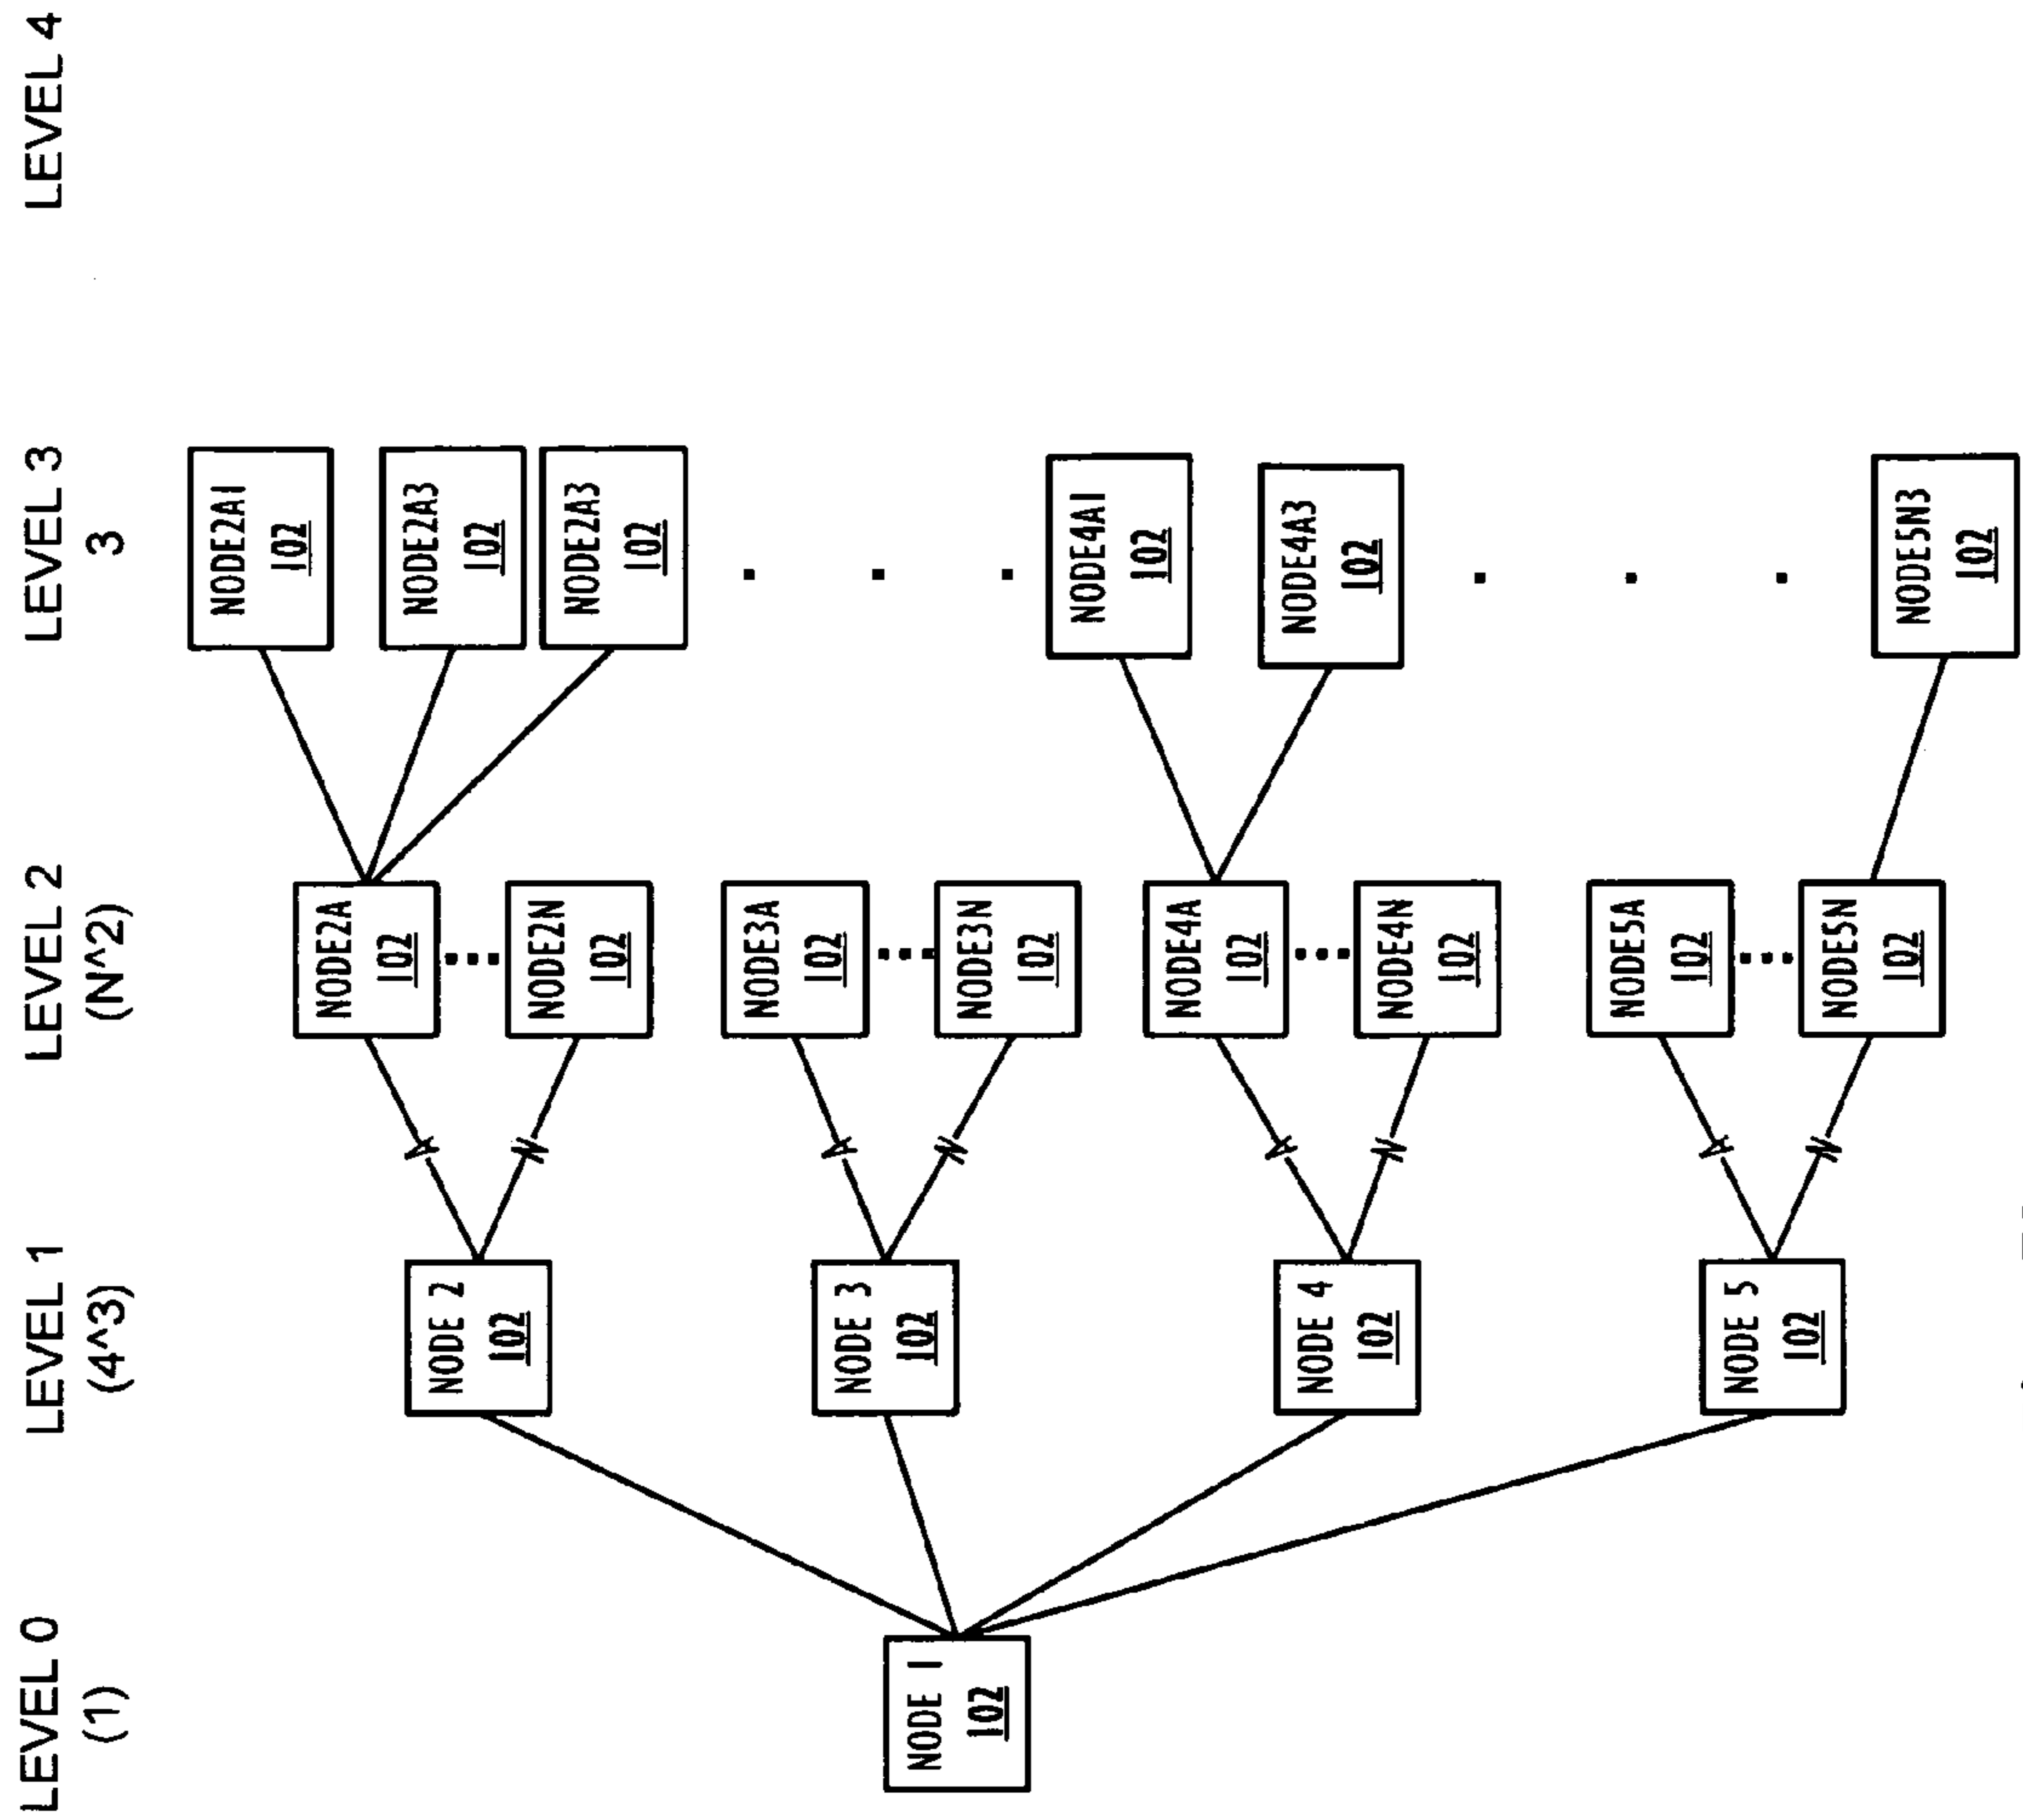 LEVEL 0
(1)
LEVEL 1
(4^3)
LEVEL 2
(N^2)
LEVEL 3
3
LEVEL 4
NODE 1
102
NODE 2
102
NODE 3
102
NODE 4
102
NODE 5
102
A
N
A
N
A
N
A
N
NODE2A
102
NODE2N
102
NODE3A
102
NODE3N
102
NODE4A
102
NODE4N
102
NODE5A
102
NODE5N
102
NODE2A1
102
NODE2A3
102
NODE2A3
102
NODE4A1
102
NODE4A3
102
NODE5N3
102